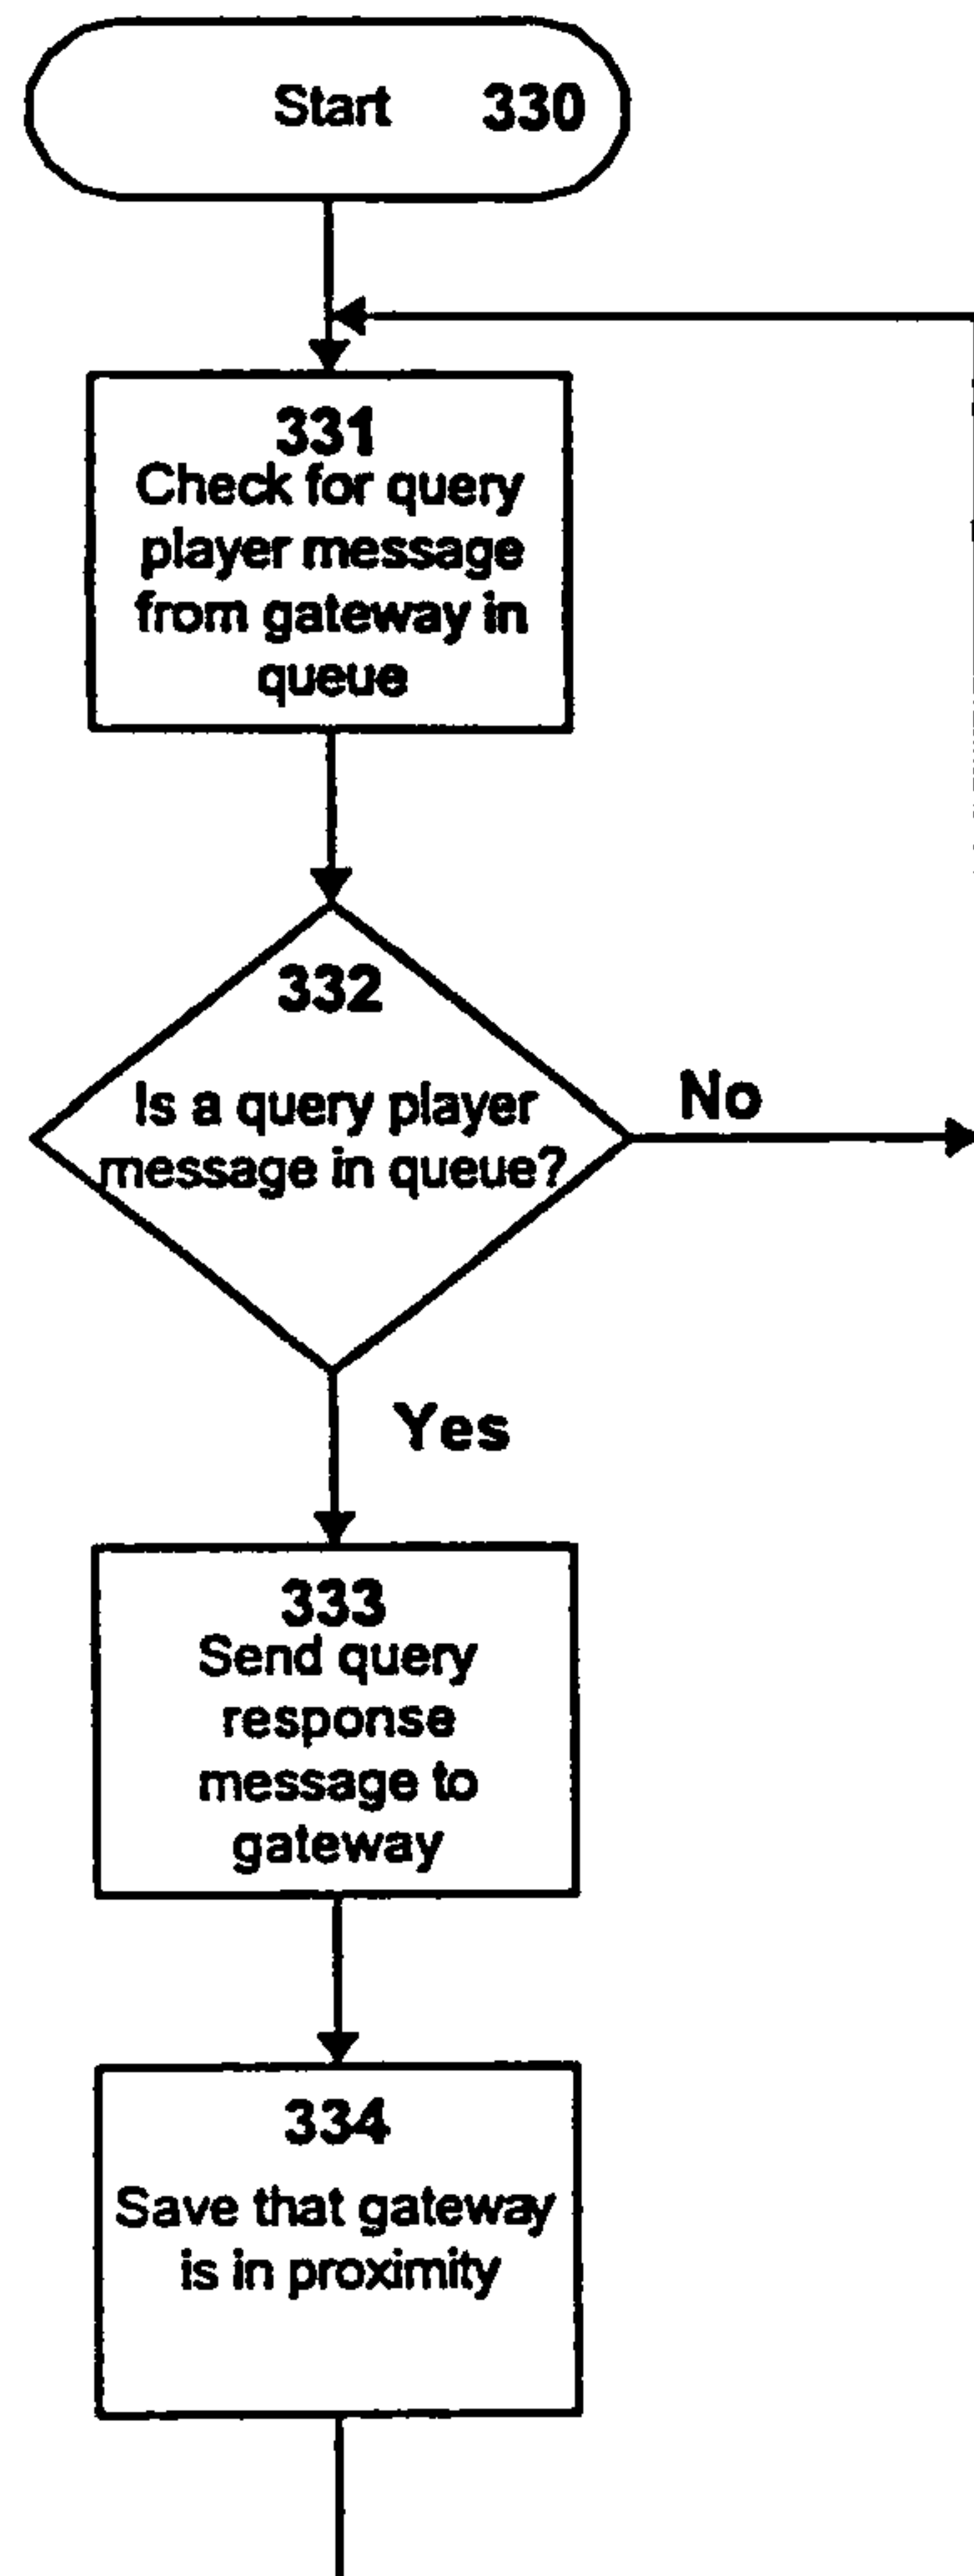 Start 330
331
Check for query
player message
from gateway in
queue
332
Is a query player
message in queue?
No
Yes
333
Send query
response
message to
gateway
334
Save that gateway
is in proximity